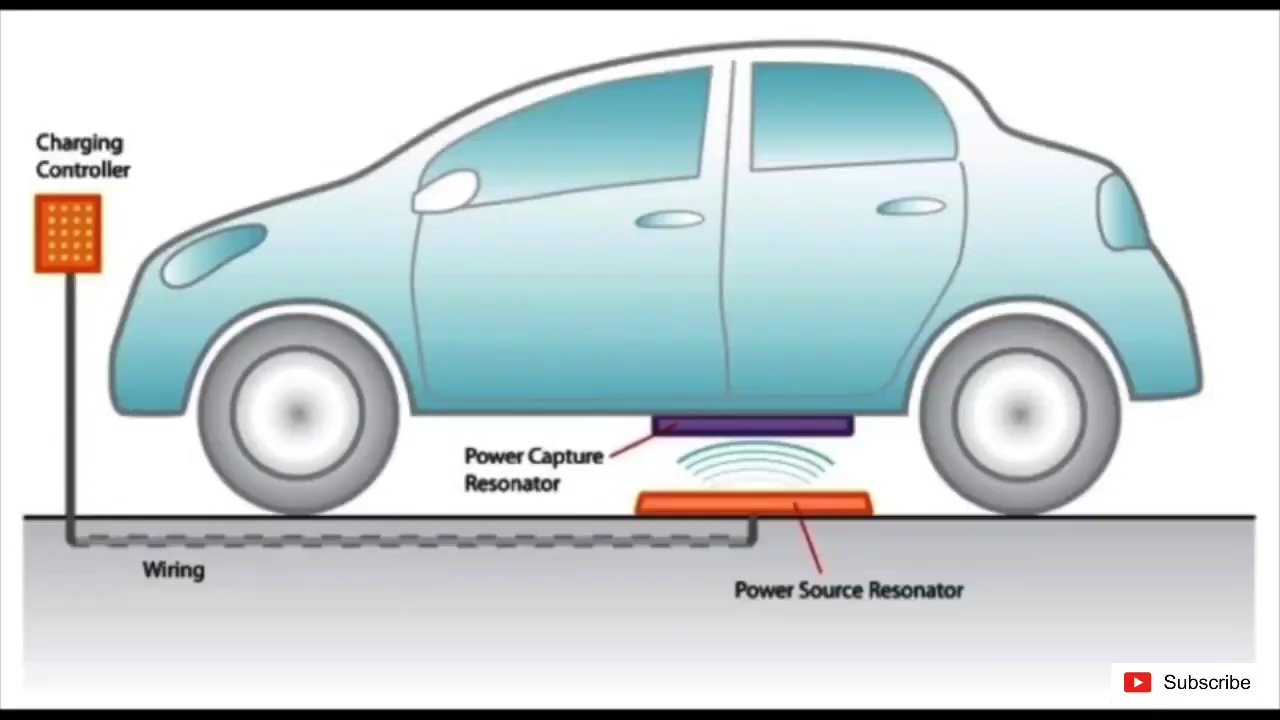 Charging
Controller
Power Capture
Resonator
Wiring
Power Source Resonator
Subscribe